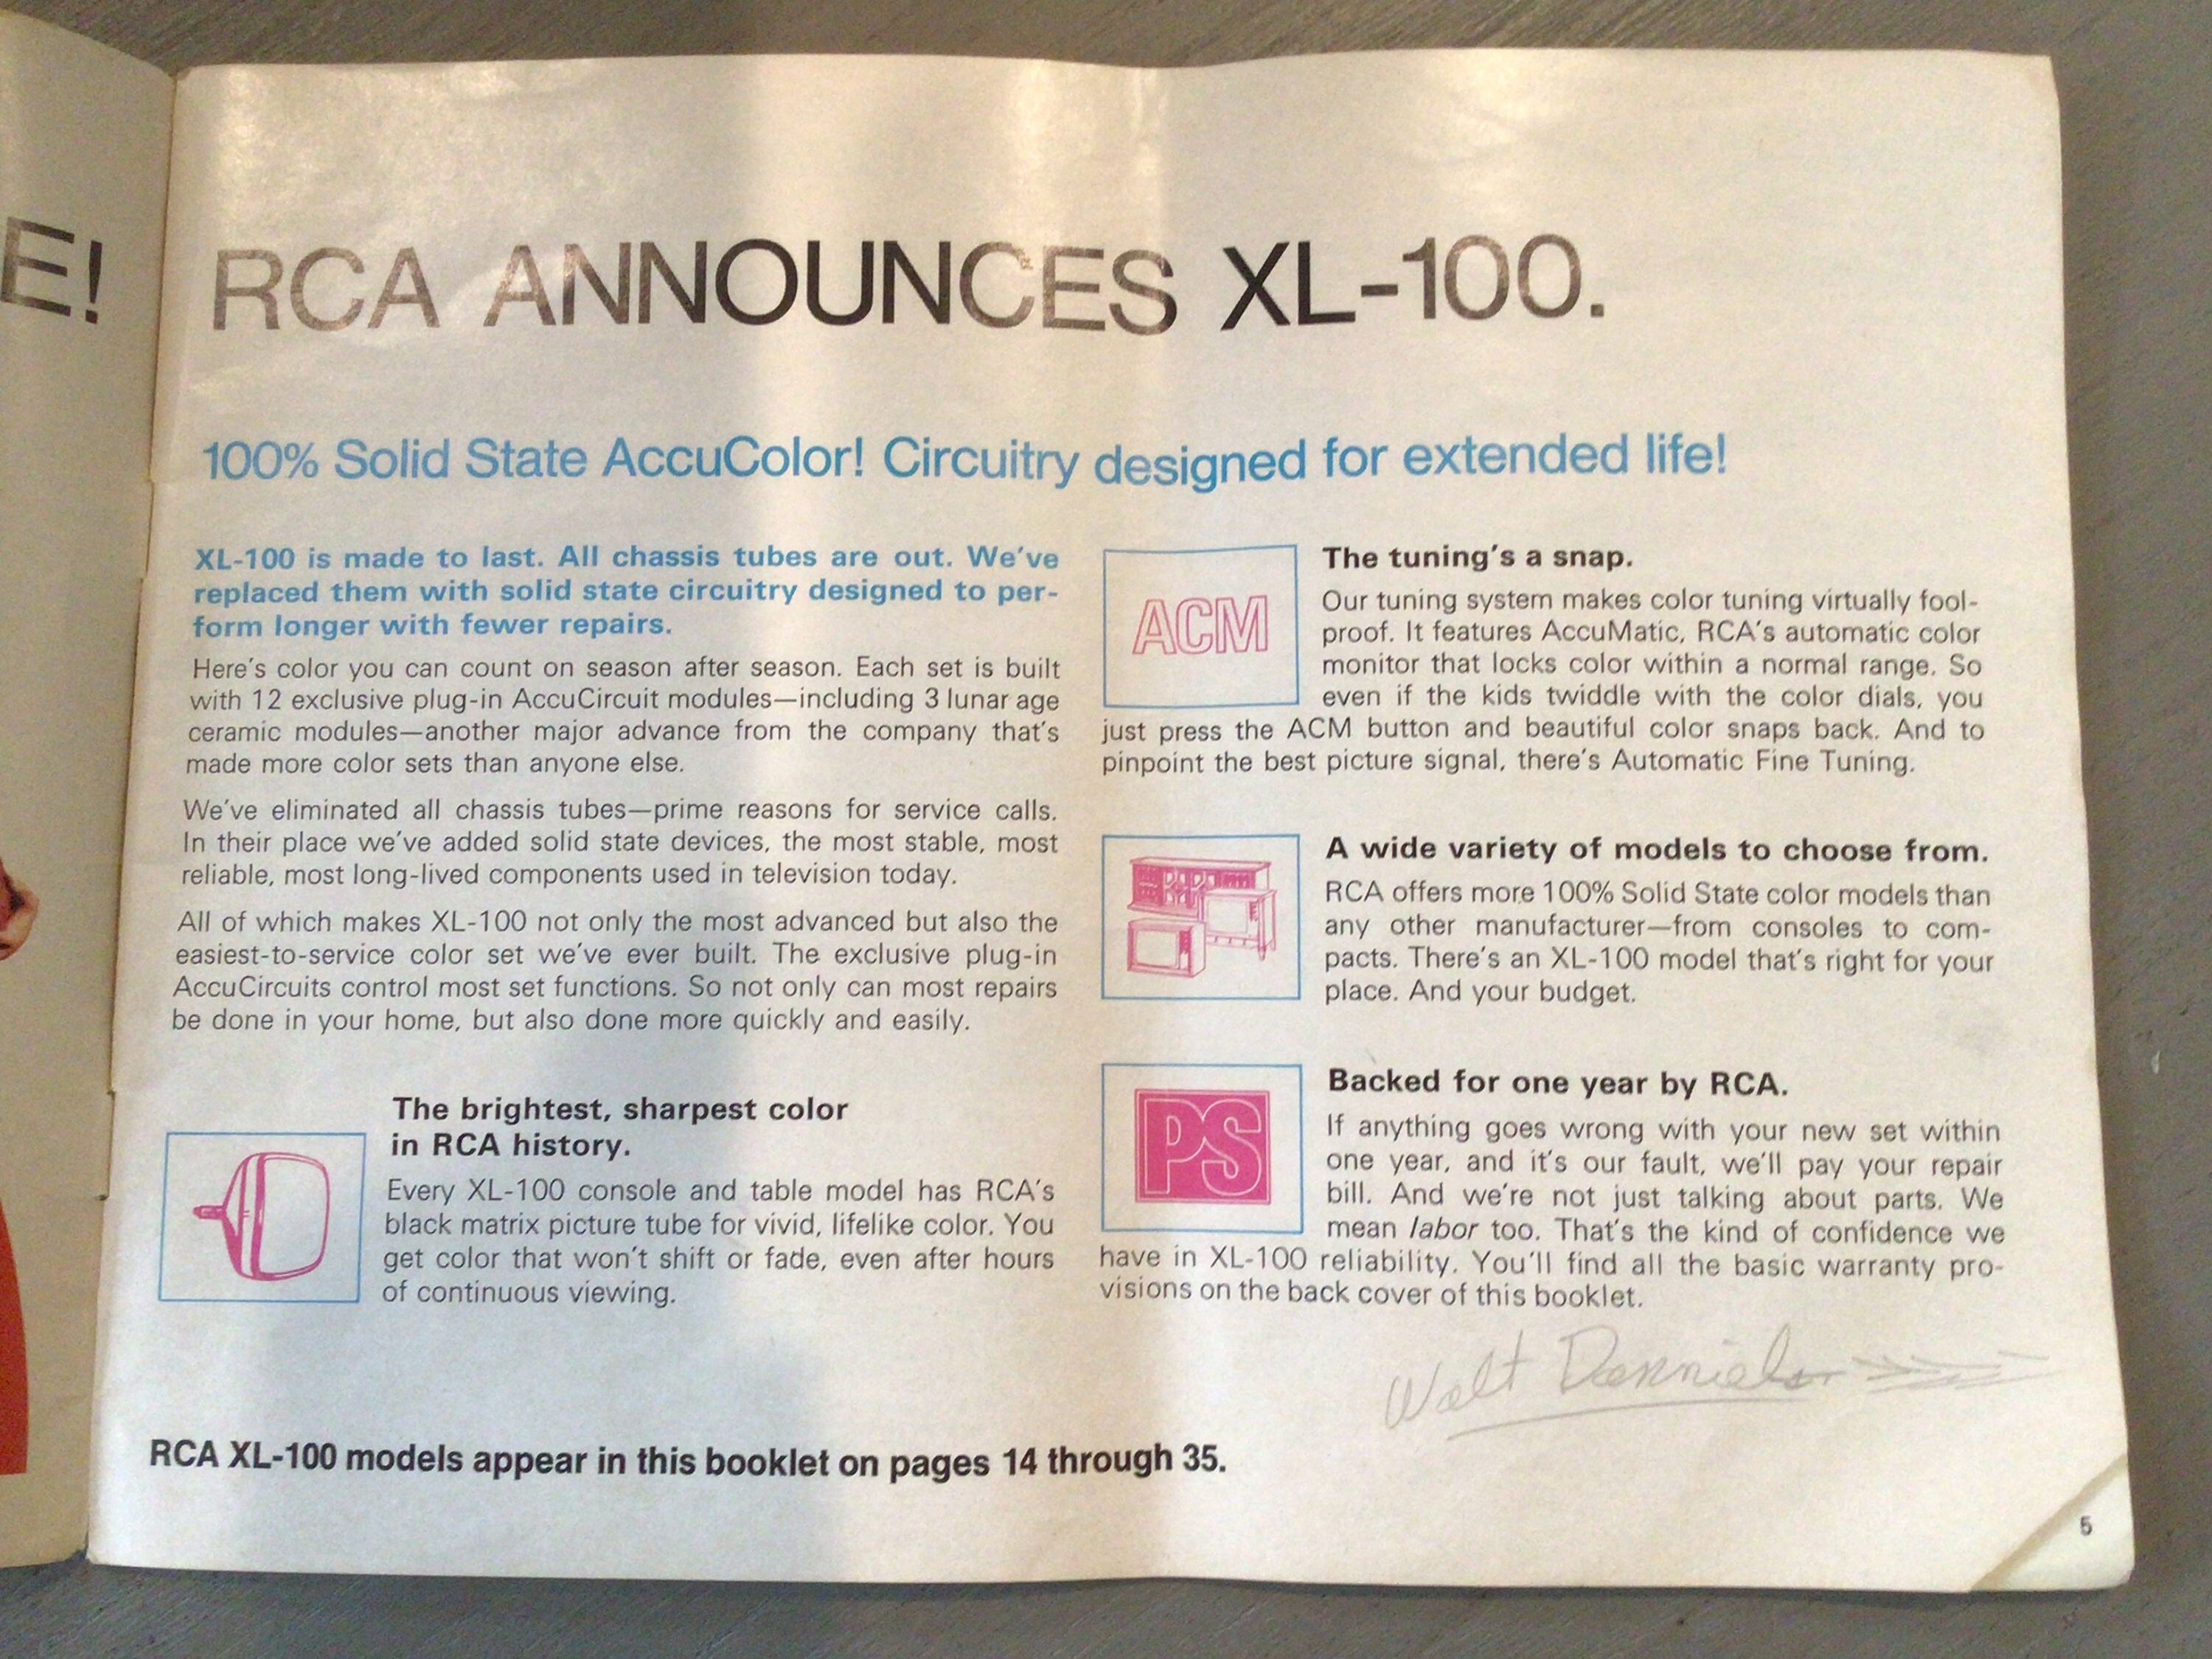 E!
RCA ANNOUNCES XL-100.
100% Solid State AccuColor! Circuitry designed for extended life!
XL-100 is made to last. All chassis tubes are out. We've
replaced them with solid state circuitry designed to per-
form longer with fewer repairs.
Here's color you can count on season after season. Each set is built
with 12 exclusive plug-in AccuCircuit modules—including 3 lunar age
ceramic modules—another major advance from the company that's
made more color sets than anyone else.
We've eliminated all chassis tubes—prime reasons for service calls.
In their place we've added solid state devices, the most stable, most
reliable, most long-lived components used in television today.
All of which makes XL-100 not only the most advanced but also the
easiest-to-service color set we've ever built. The exclusive plug-in
AccuCircuits control most set functions. So not only can most repairs
be done in your home, but also done more quickly and easily.
The brightest, sharpest color
in RCA history.
Every XL-100 console and table model has RCA's
black matrix picture tube for vivid, lifelike color. You
get color that won't shift or fade, even after hours
of continuous viewing.
ACM
The tuning's a snap.
Our tuning system makes color tuning virtually fool-
proof. It features AccuMatic, RCA's automatic color
monitor that locks color within a normal range. So
even if the kids twiddle with the color dials, you
just press the ACM button and beautiful color snaps back. And to
pinpoint the best picture signal, there's Automatic Fine Tuning.
A wide variety of models to choose from.
RCA offers more 100% Solid State color models than
any other manufacturer—from consoles to com-
pacts. There's an XL-100 model that's right for your
place. And your budget.
PS
Backed for one year by RCA.
If anything goes wrong with your new set within
one year, and it's our fault, we'll pay your repair
bill. And we're not just talking about parts. We
mean labor too. That's the kind of confidence we
have in XL-100 reliability. You'll find all the basic warranty pro-
visions on the back cover of this booklet.
Walt
RCA XL-100 models appear in this booklet on pages 14 through 35.
5